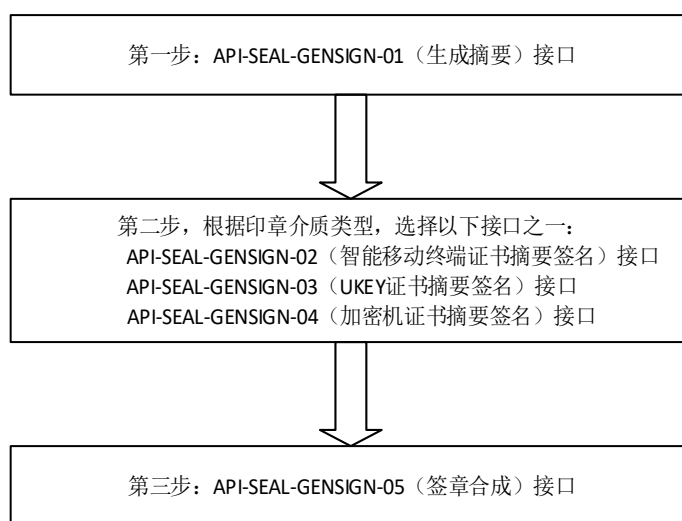 第一步：API-SEAL-GENSIGN-01（生成摘要）接口
第二步，根据印章介质类型，选择以下接口之一：
API-SEAL-GENSIGN-02（智能移动终端证书摘要签名）接口
API-SEAL-GENSIGN-03（UKEY证书摘要签名）接口
API-SEAL-GENSIGN-04（加密机证书摘要签名）接口
第三步：API-SEAL-GENSIGN-05（签章合成）接口